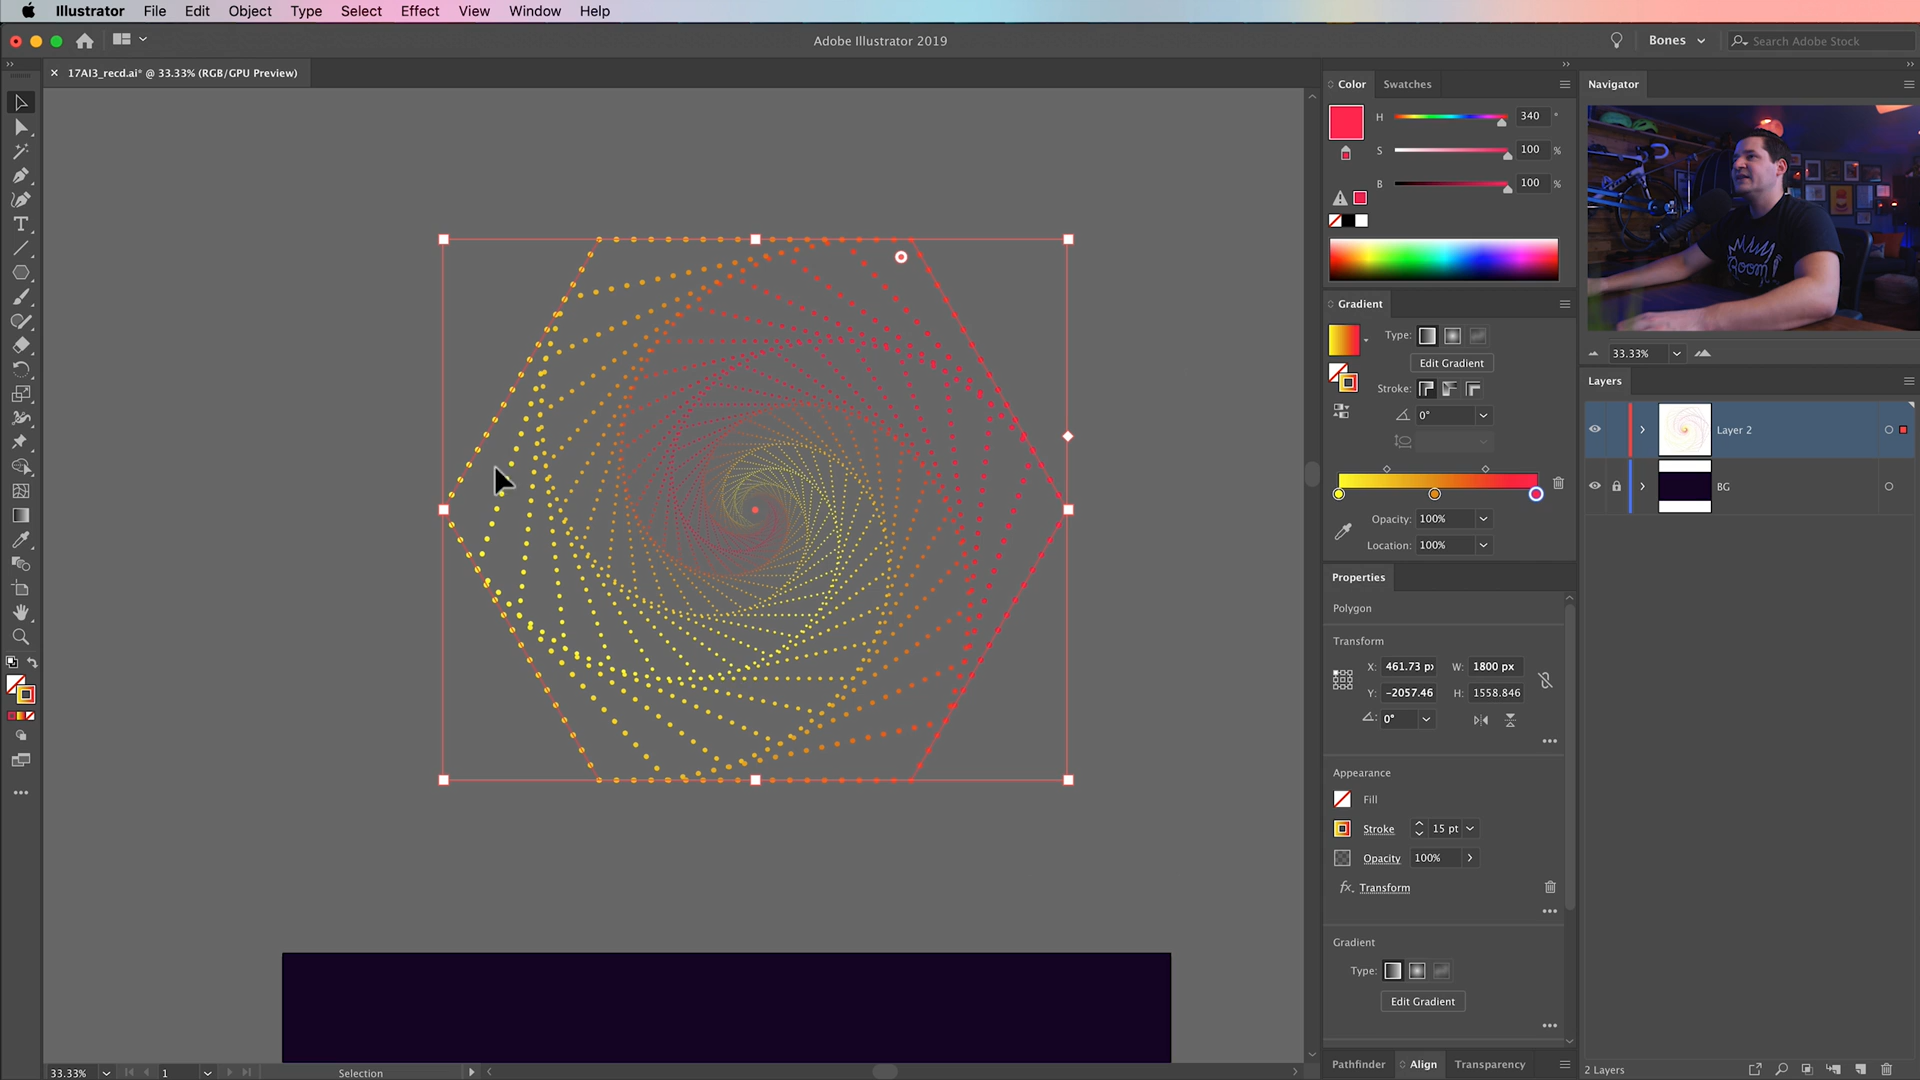 Illustrator File Edit Object Type Select Effect View Window Help
Adobe Illustrator 2019
Bones
Search Adobe Stock
17AI3_recd.ai* @ 33.33% (RGB/GPU Preview)
Color Swatches
H 340 °
S 100 %
B 100 %
Gradient
Type:
Edit Gradient
Stroke:
0°
Opacity: 100%
Location: 100%
Properties
Polygon
Transform
X: 461.73 p W: 1800 px
Y: -2057.46 H: 1558.846
0°
Appearance
Fill
Stroke 15 pt
Opacity 100%
fx. Transform
Gradient
Type:
Edit Gradient
Pathfinder Align Transparency
Navigator
BOOM
33.33%
Layers
Layer 2
BG
2 Layers
33.33% 1 Selection